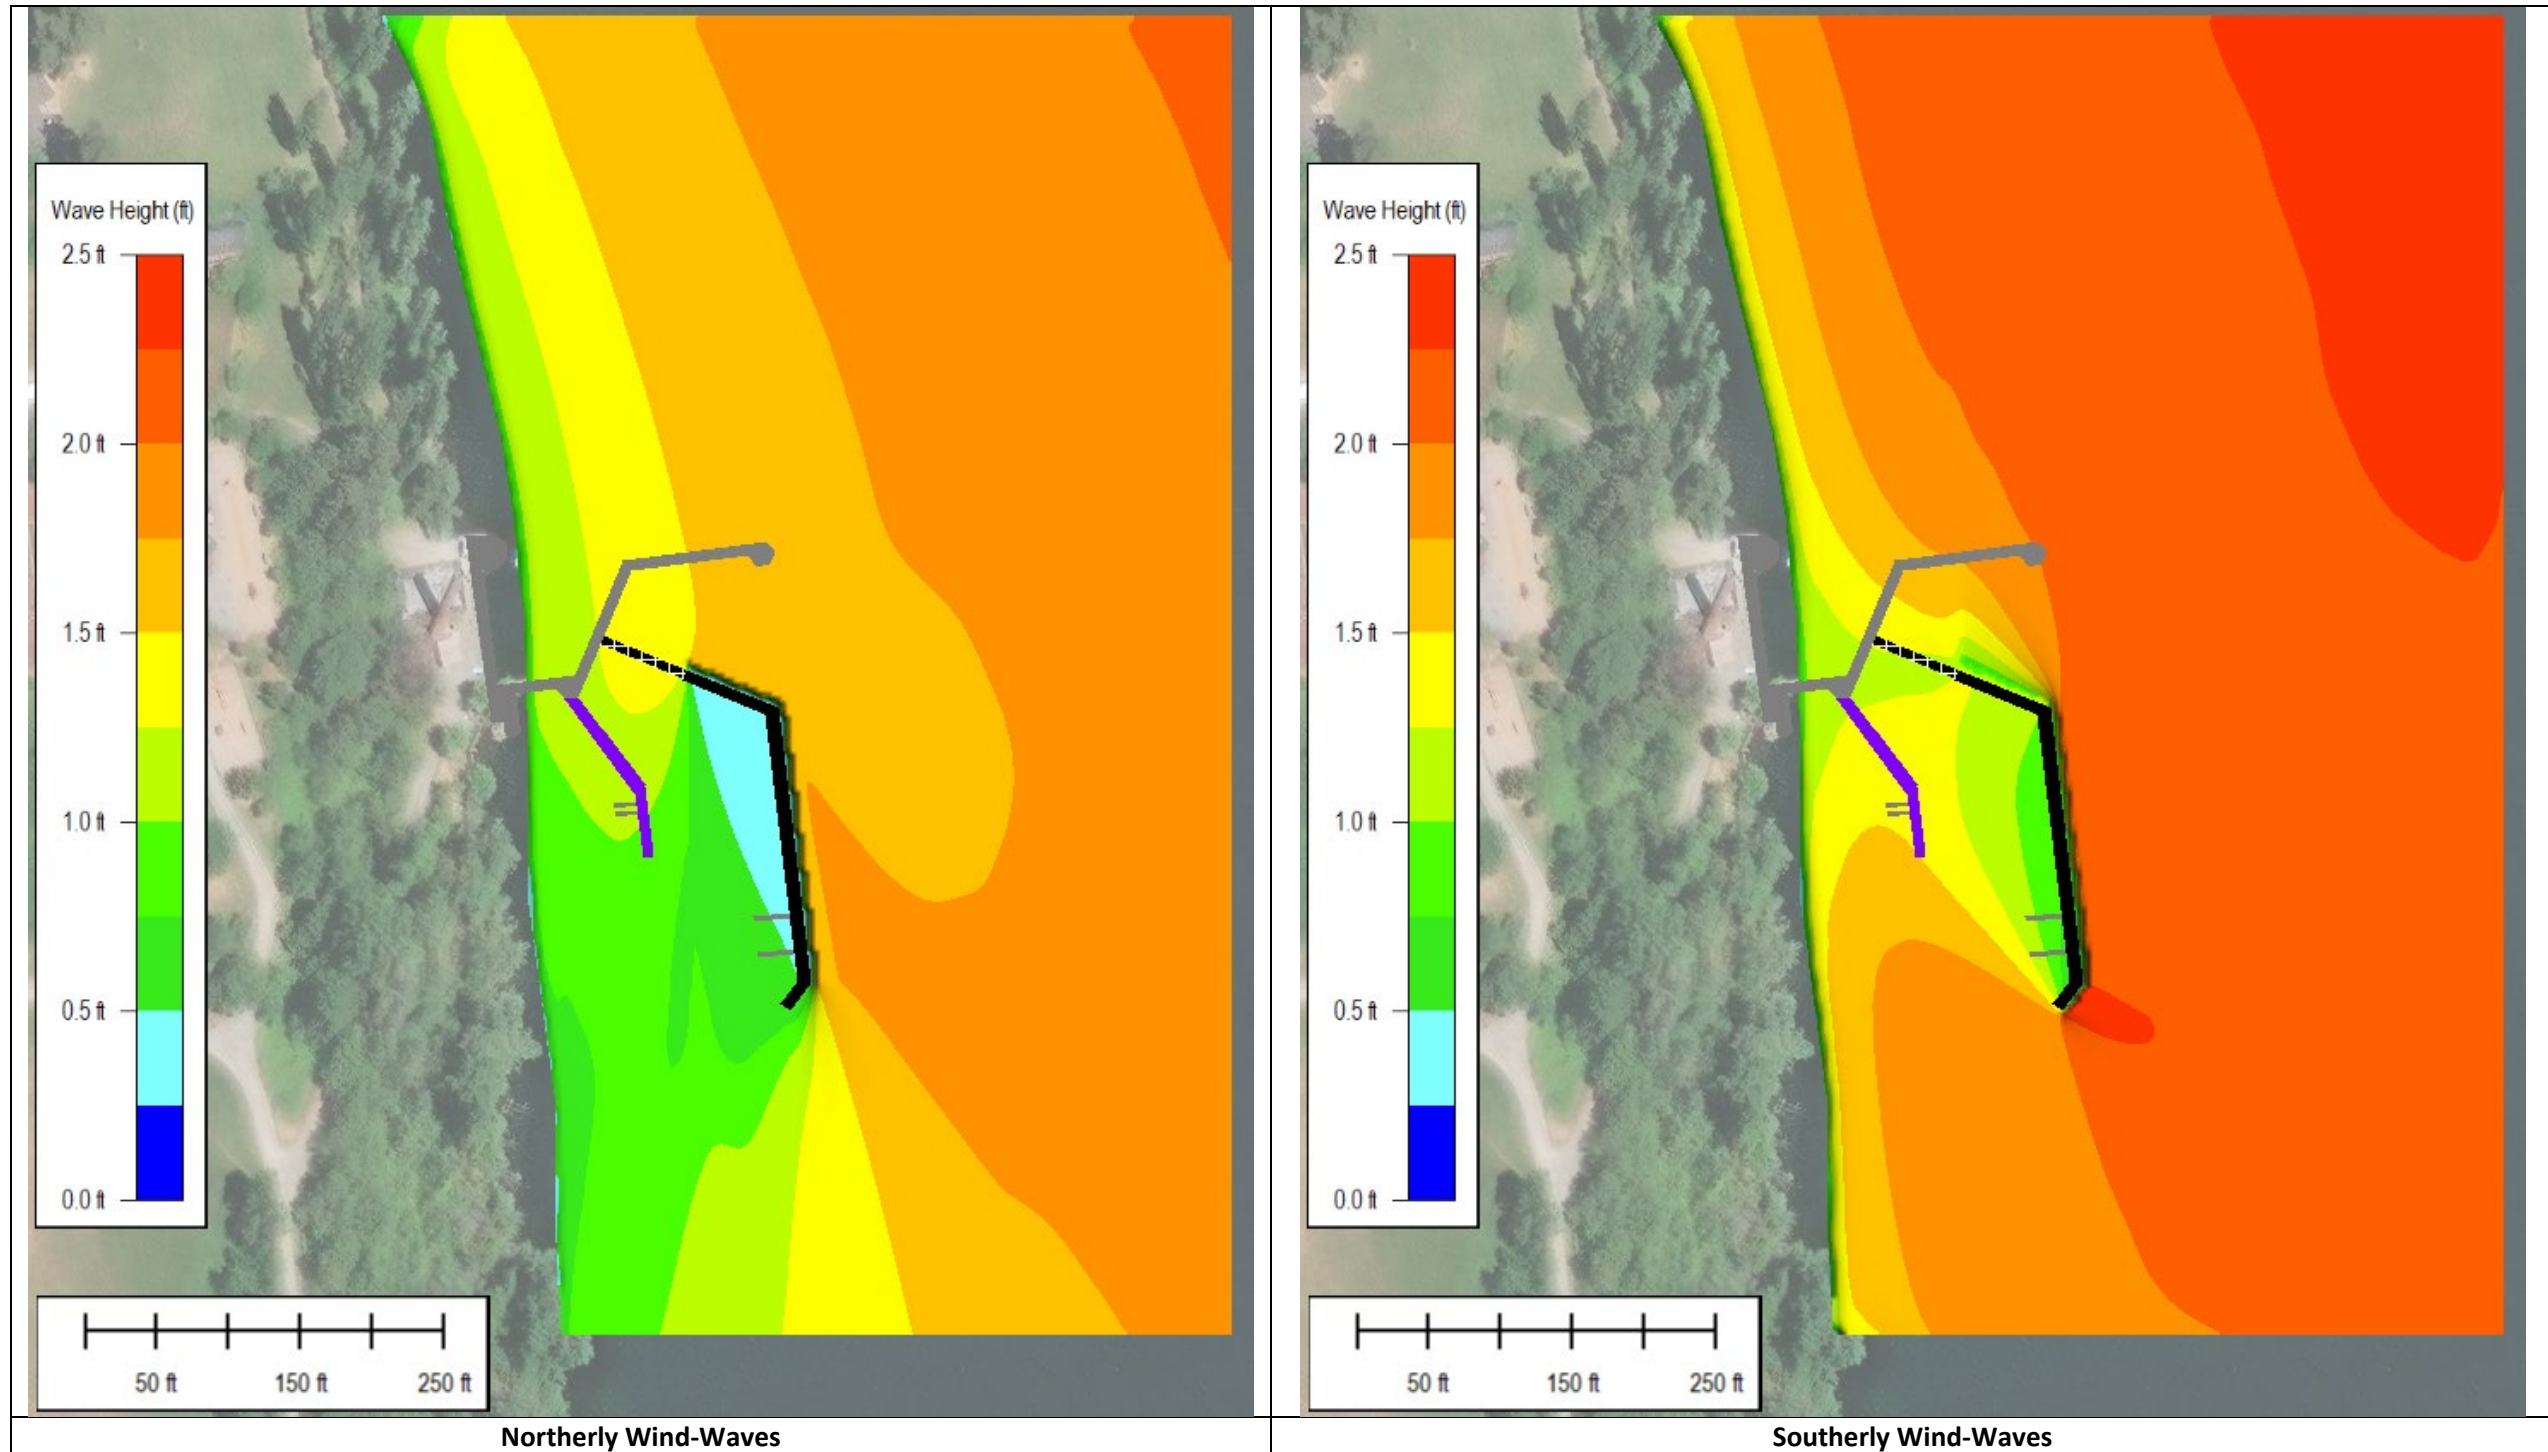 Wave Height (ft)
2.5 ft
2.0 ft
1.5 ft
1.0 ft
0.5 ft
0.0 ft
50 ft 150 ft 250 ft
Northerly Wind-Waves
Wave Height (ft)
2.5 ft
2.0 ft
1.5 ft
1.0 ft
0.5 ft
0.0 ft
50 ft 150 ft 250 ft
Southerly Wind-Waves